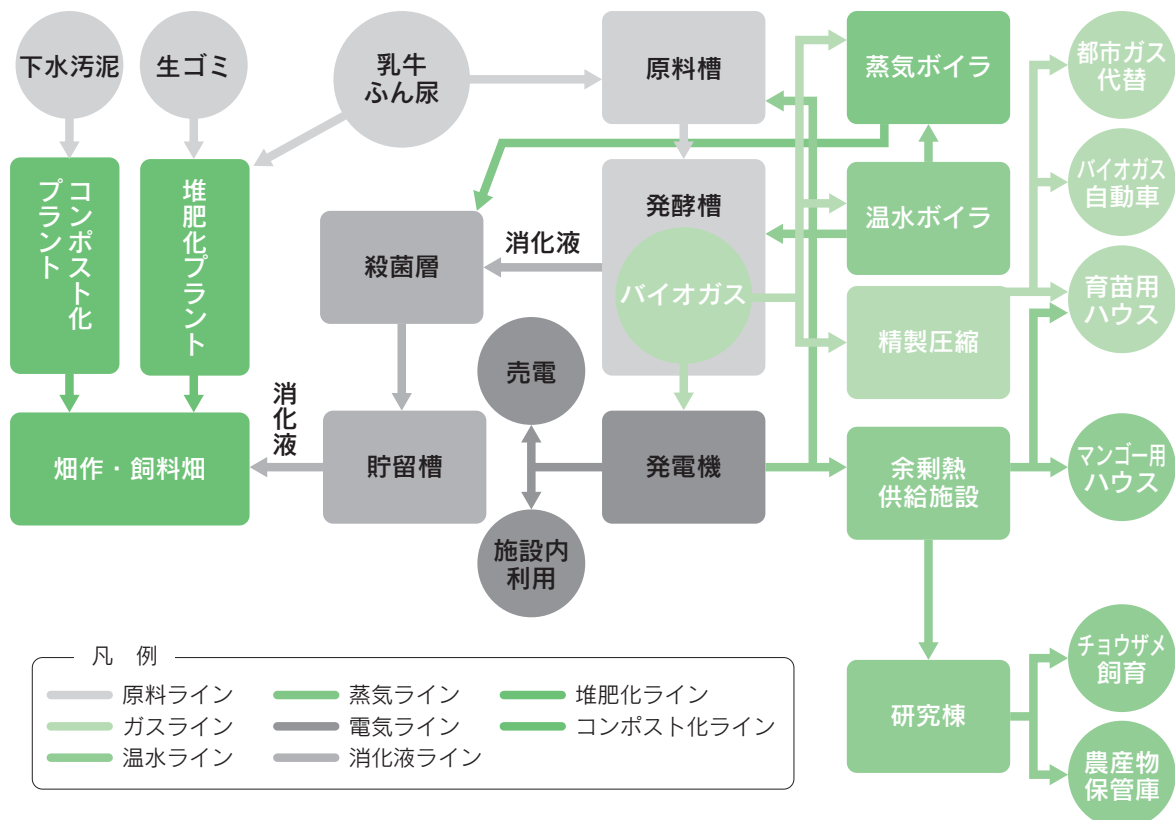 下水汚泥
生ゴミ
乳牛
ふん尿
原料槽
蒸気ボイラ
都市ガス
代替
コンポスト化
プラント
堆肥化プラント
発酵槽
温水ボイラ
バイオガス
自動車
殺菌層
消化液
バイオガス
精製圧縮
育苗用
ハウス
売電
消化液
畑作・飼料畑
貯留槽
発電機
余剰熱
供給施設
マンゴー用
ハウス
施設内
利用
凡 例
原料ライン
蒸気ライン
堆肥化ライン
ガスライン
電気ライン
コンポスト化ライン
温水ライン
消化液ライン
研究棟
チョウザメ
飼育
農産物
保管庫